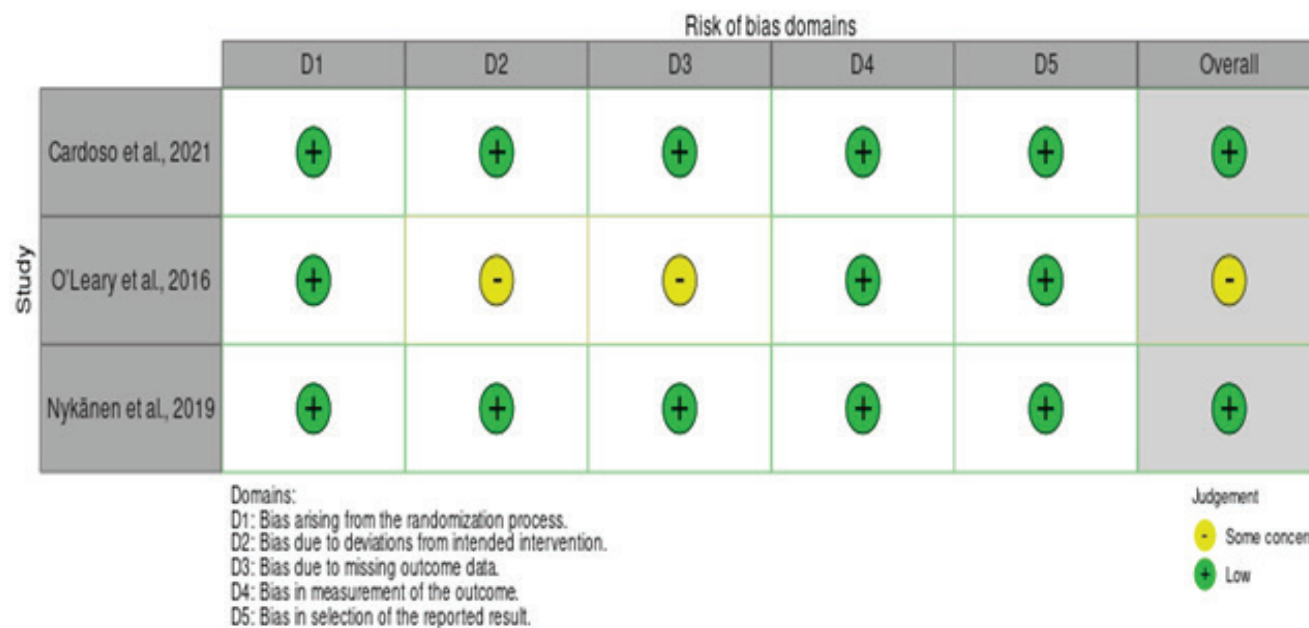 Risk of bias domains
D1 D2 D3 D4 D5 Overall
Study
Cardoso et al., 2021 + + + + + +
O'Leary et al., 2016 + - - + + -
Nykänen et al., 2019 + + + + + +
Domains:
D1: Bias arising from the randomization process.
D2: Bias due to deviations from intended intervention.
D3: Bias due to missing outcome data.
D4: Bias in measurement of the outcome.
D5: Bias in selection of the reported result.
Judgement
- Some concern
+ Low